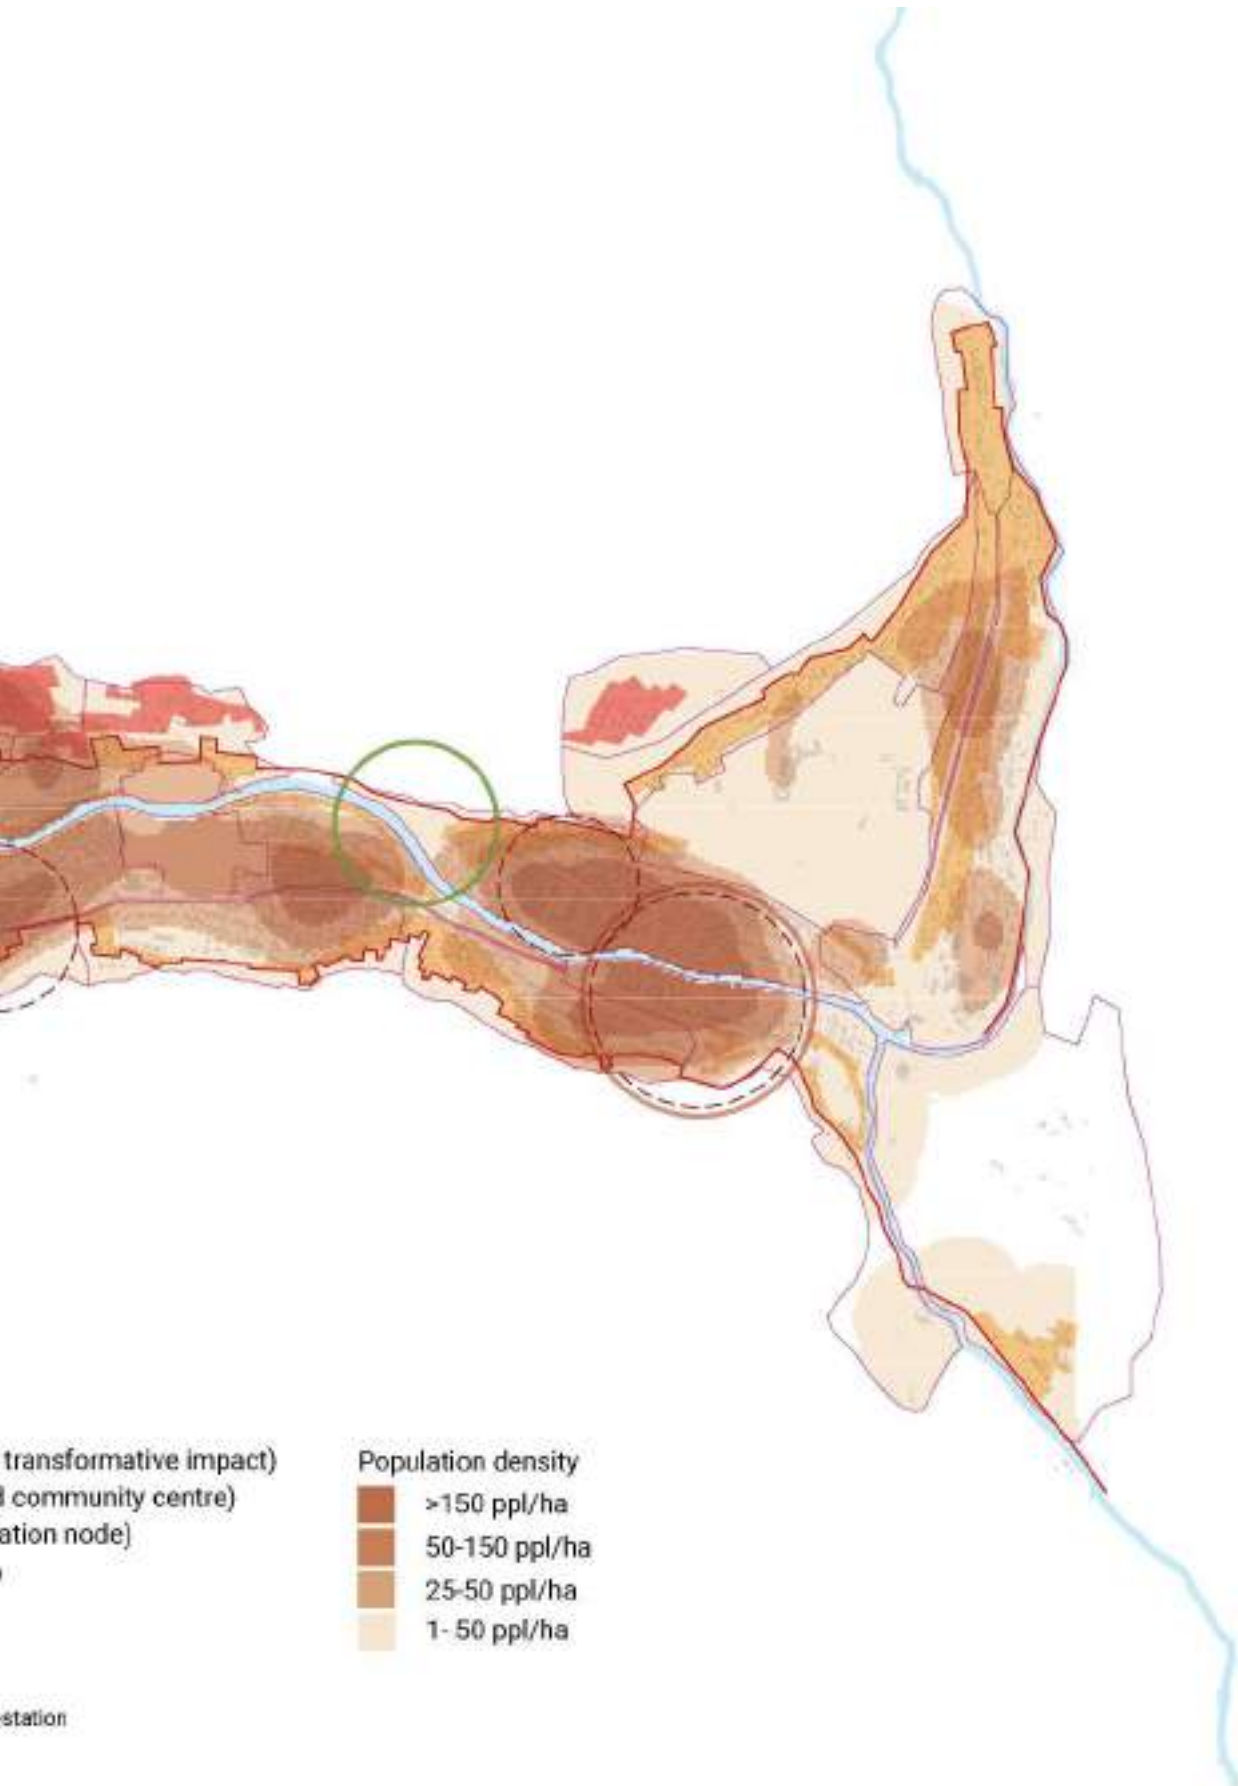 transformative impact)
community centre)
ation node)
)
Population density
>150 ppl/ha
50-150 ppl/ha
25-50 ppl/ha
1- 50 ppl/ha
station